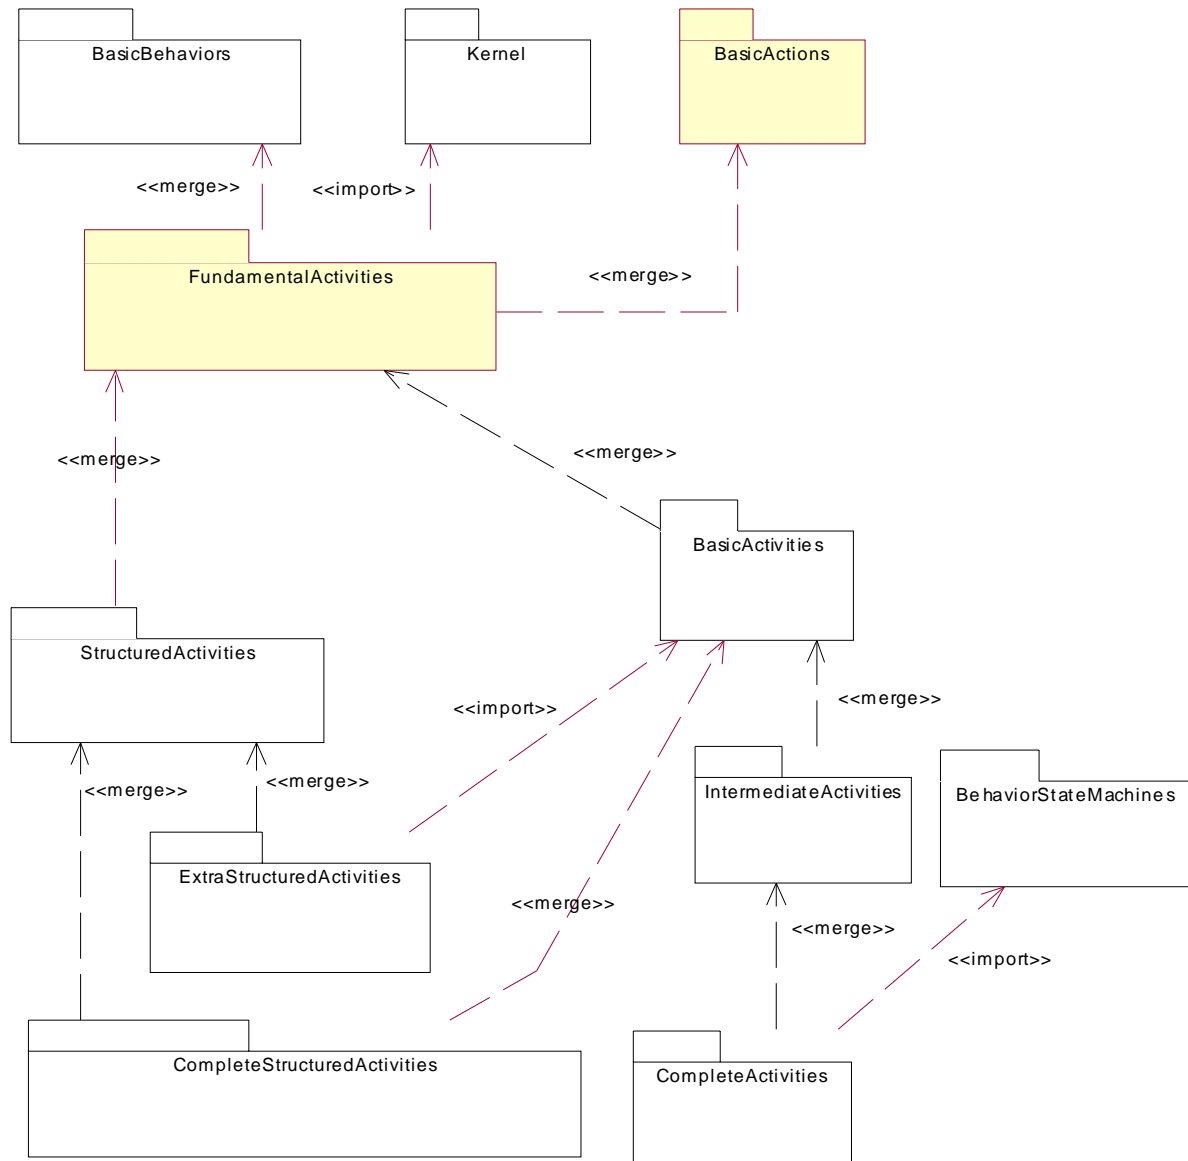 BasicBehaviors
Kernel
BasicActions
<<merge>>
<<import>>
FundamentalActivities
<<merge>>
<<merge>>
<<merge>>
BasicActivities
StructuredActivities
<<import>>
<<merge>>
<<merge>>
<<merge>>
IntermediateActivities
BehaviorStateMachines
ExtraStructuredActivities
<<merge>>
<<merge>>
<<import>>
CompleteStructuredActivities
CompleteActivities